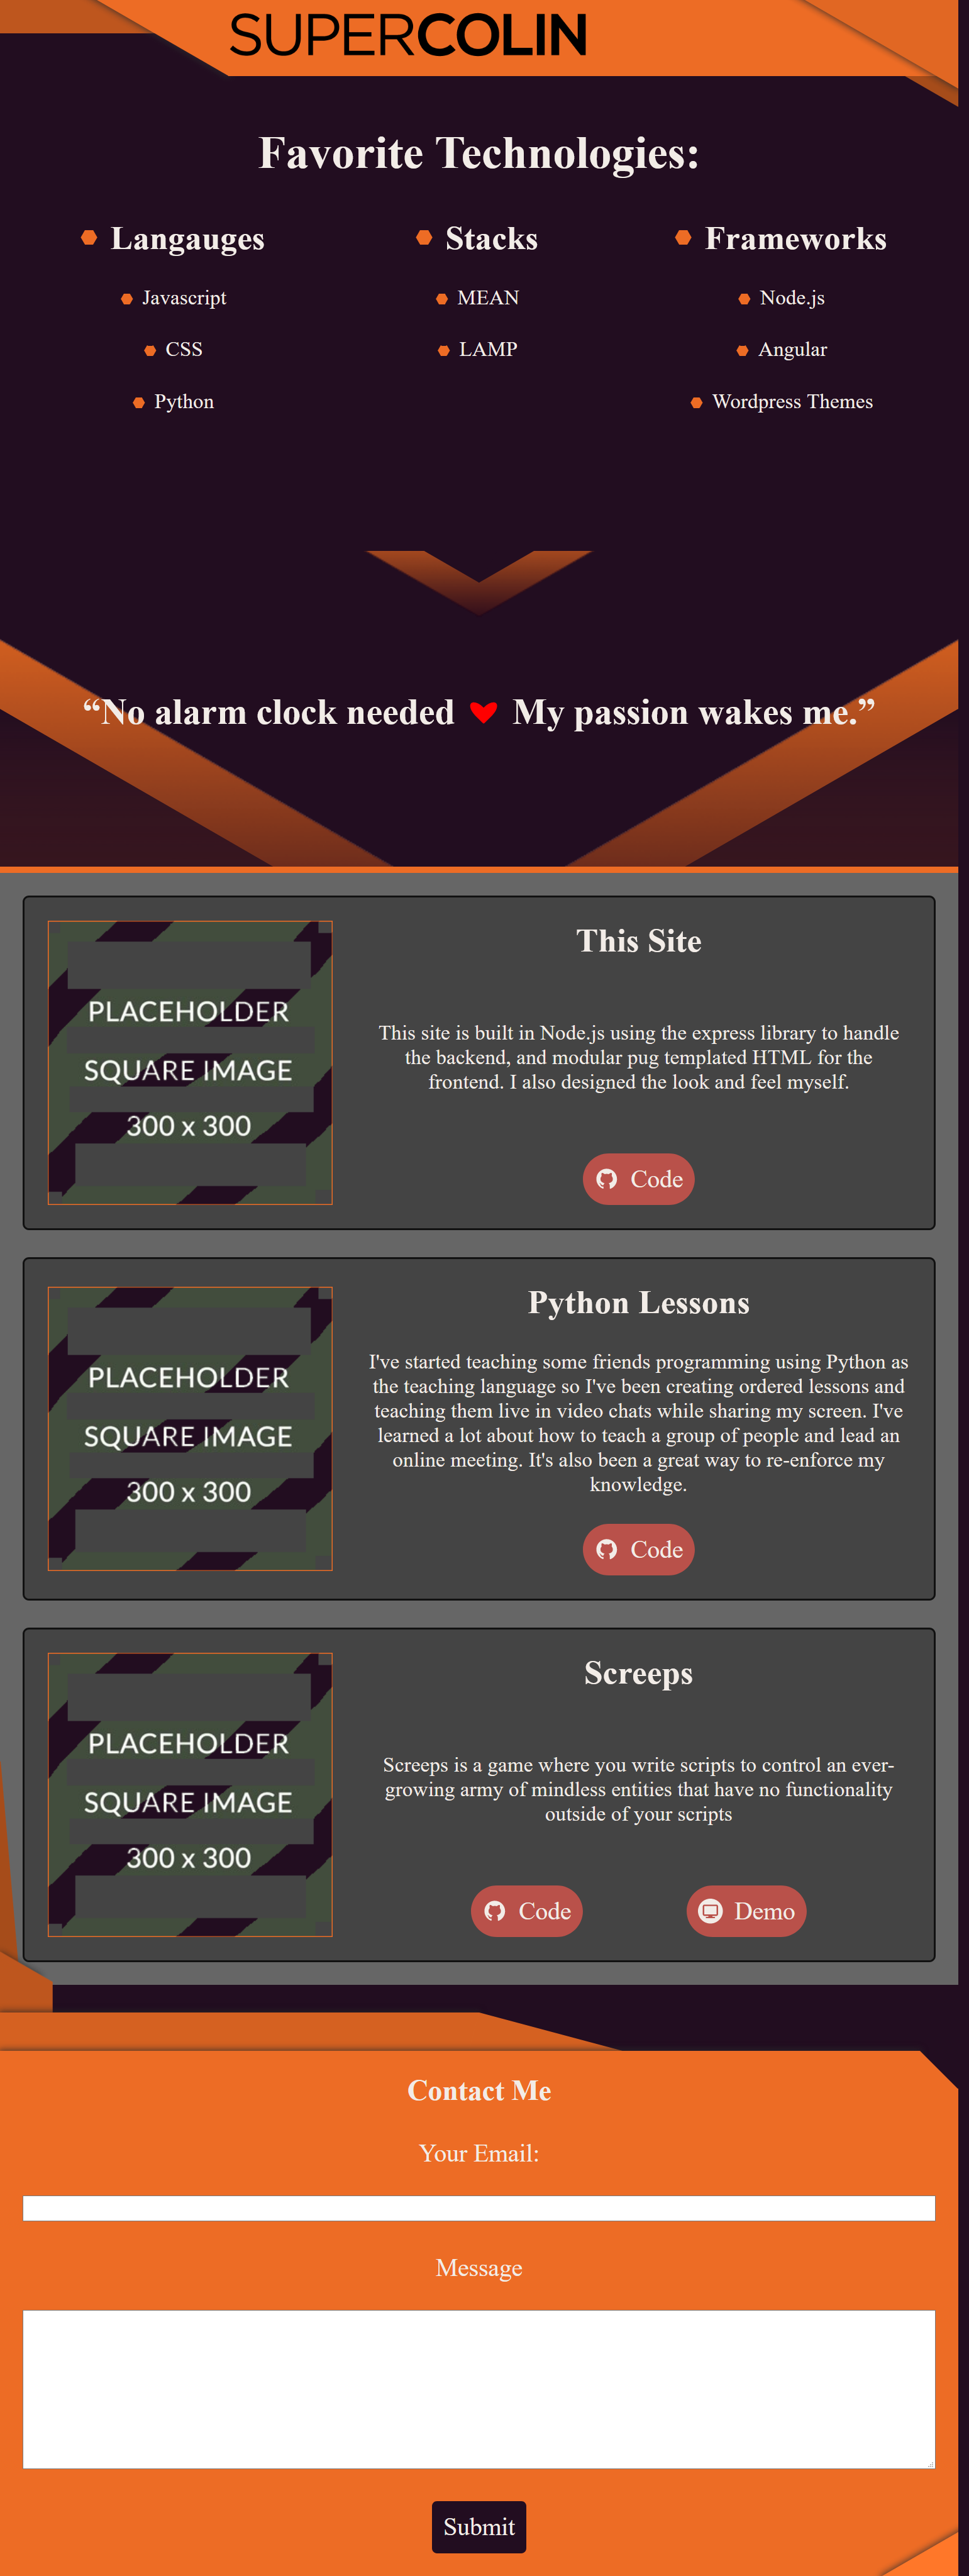 SUPERCOLIN
Favorite Technologies:
Langauges
Javascript
CSS
Python
Stacks
MEAN
LAMP
Frameworks
Node.js
Angular
Wordpress Themes
“No alarm clock needed My passion wakes me.”
PLACEHOLDER
SQUARE IMAGE
300 x 300
This Site
This site is built in Node.js using the express library to handle
the backend, and modular pug templated HTML for the
frontend. I also designed the look and feel myself.
Code
PLACEHOLDER
SQUARE IMAGE
300 x 300
Python Lessons
I've started teaching some friends programming using Python as
the teaching language so I've been creating ordered lessons and
teaching them live in video chats while sharing my screen. I've
learned a lot about how to teach a group of people and lead an
online meeting. It's also been a great way to re-enforce my
knowledge.
Code
PLACEHOLDER
SQUARE IMAGE
300 x 300
Screeps
Screeps is a game where you write scripts to control an ever-
growing army of mindless entities that have no functionality
outside of your scripts
Code
Demo
Contact Me
Your Email:
Message
Submit